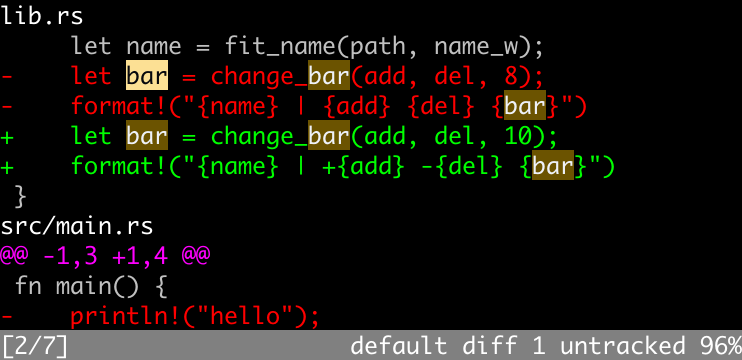 lib.rs
     let name = fit_name(path, name_w);
-    let bar = change_bar(add, del, 8);
-    format!("{name} | {add} {del} {bar}")
+    let bar = change_bar(add, del, 10);
+    format!("{name} | +{add} -{del} {bar}")
 }
src/main.rs
@@ -1,3 +1,4 @@
 fn main() {
-    println!("hello");
[2/7] default diff 1 untracked 96%